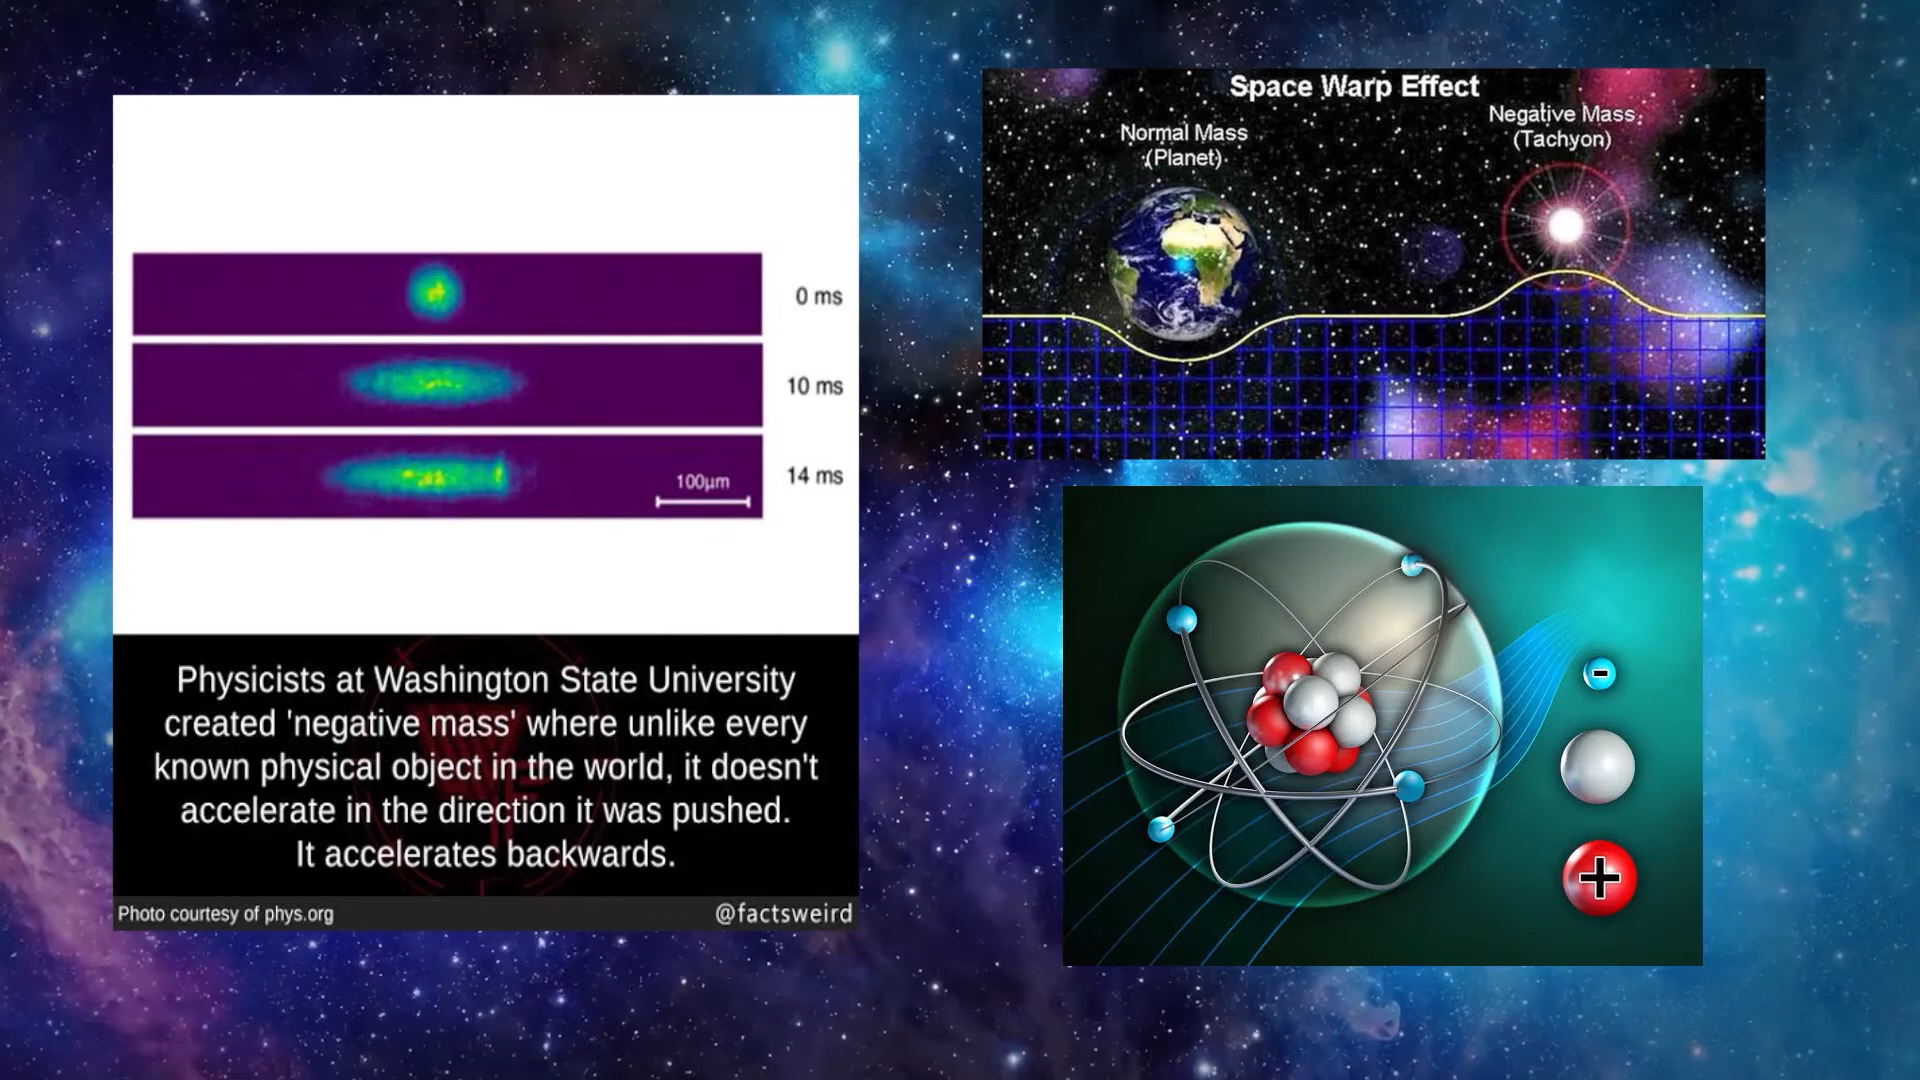 0 ms
10 ms
14 ms
100µm
Physicists at Washington State University
created 'negative mass' where unlike every
known physical object in the world, it doesn't
accelerate in the direction it was pushed.
It accelerates backwards.
Photo courtesy of phys.org
@factsweird
Space Warp Effect
Normal Mass
(Planet)
Negative Mass
(Tachyon)
-
+